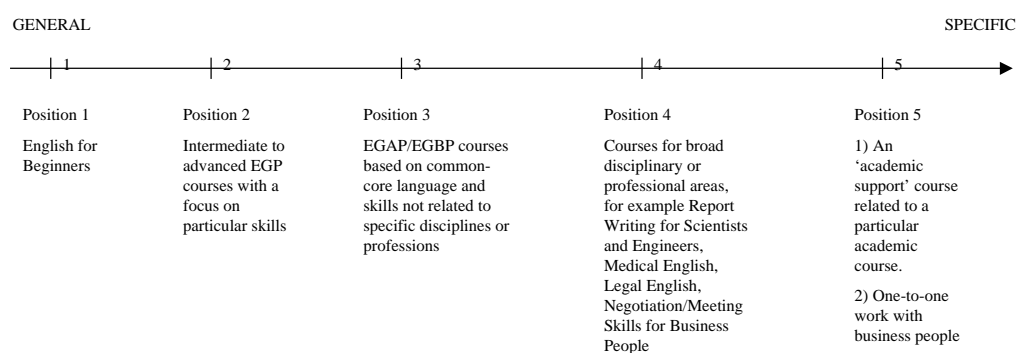 GENERAL
SPECIFIC
1
2
3
4
5
Position 1
English for
Beginners
Position 2
Intermediate to
advanced EGP
courses with a
focus on
particular skills
Position 3
EGAP/EGBP courses
based on common-
core language and
skills not related to
specific disciplines or
professions
Position 4
Courses for broad
disciplinary or
professional areas,
for example Report
Writing for Scientists
and Engineers,
Medical English,
Legal English,
Negotiation/Meeting
Skills for Business
People
Position 5
1) An
‘academic
support’ course
related to a
particular
academic
course.
2) One-to-one
work with
business people